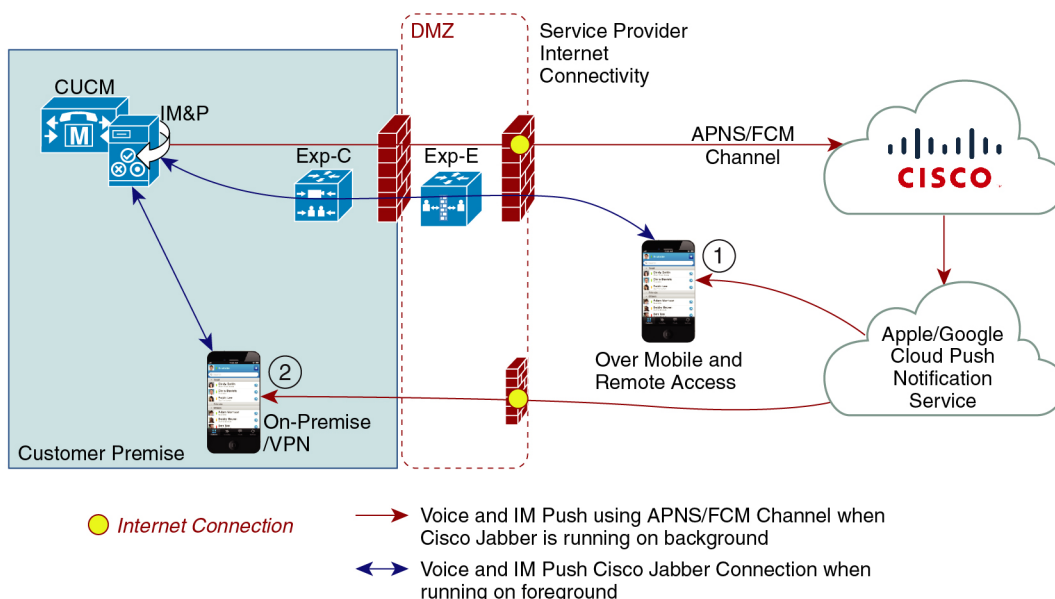 DMZ
Service Provider
Internet
Connectivity
CUCM
IM&P
M
Exp-C
Exp-E
APNS/FCM
Channel
CISCO
1
Over Mobile and
Remote Access
Apple/Google
Cloud Push
Notification
Service
2
On-Premise
/VPN
Customer Premise
Internet Connection
Voice and IM Push using APNS/FCM Channel when
Cisco Jabber is running on background
Voice and IM Push Cisco Jabber Connection when
running on foreground